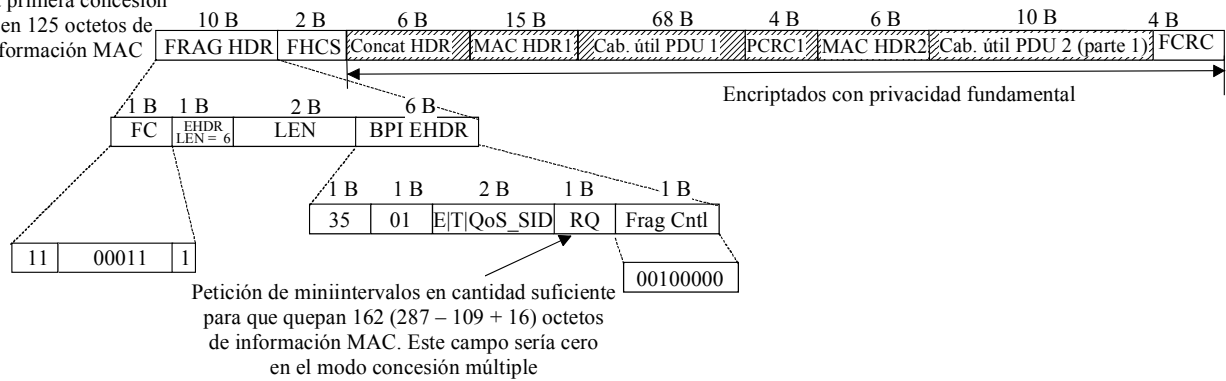 primera concesión
en 125 octetos de
formación MAC
10 B 2 B 6 B 15 B 68 B 4 B 6 B 10 B 4 B
FRAG HDR FHCS Concat HDR MAC HDR1 Cab. útil PDU 1 PCRC1 MAC HDR2 Cab. útil PDU 2 (parte 1) FCRC
Encriptados con privacidad fundamental
1 B 1 B 2 B 6 B
FC EHDR LEN = 6 LEN BPI EHDR
1 B 1 B 2 B 1 B 1 B
35 01 E|T|QoS_SID RQ Frag Cntl
11 00011 1
00100000
Petición de miniintervalos en cantidad suficiente
para que quepan 162 (287 – 109 + 16) octetos
de información MAC. Este campo sería cero
en el modo concesión múltiple